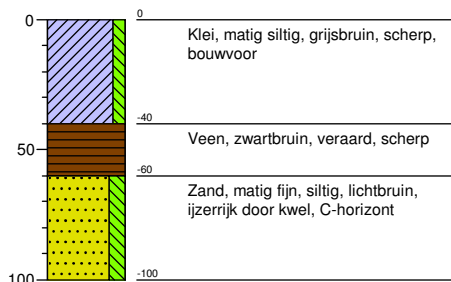 0
0
Klei, matig siltig, grijsbruin, scherp,
bouwvoor
-40
Veen, zwartbruin, veraard, scherp
50
-60
Zand, matig fijn, siltig, lichtbruin,
ijzerrijk door kwel, C-horizont
100
-100